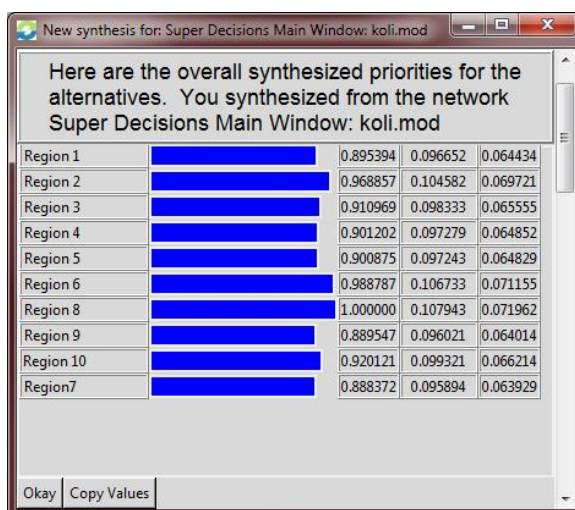 New synthesis for: Super Decisions Main Window: koli.mod
Here are the overall synthesized priorities for the
alternatives. You synthesized from the network
Super Decisions Main Window: koli.mod
Region 1 0.895394 0.096652 0.064434
Region 2 0.968857 0.104582 0.069721
Region 3 0.910969 0.098333 0.065555
Region 4 0.901202 0.097279 0.064852
Region 5 0.900875 0.097243 0.064829
Region 6 0.988787 0.106733 0.071155
Region 8 1.000000 0.107943 0.071962
Region 9 0.889547 0.096021 0.064014
Region 10 0.920121 0.099321 0.066214
Region7 0.888372 0.095894 0.063929
Okay Copy Values